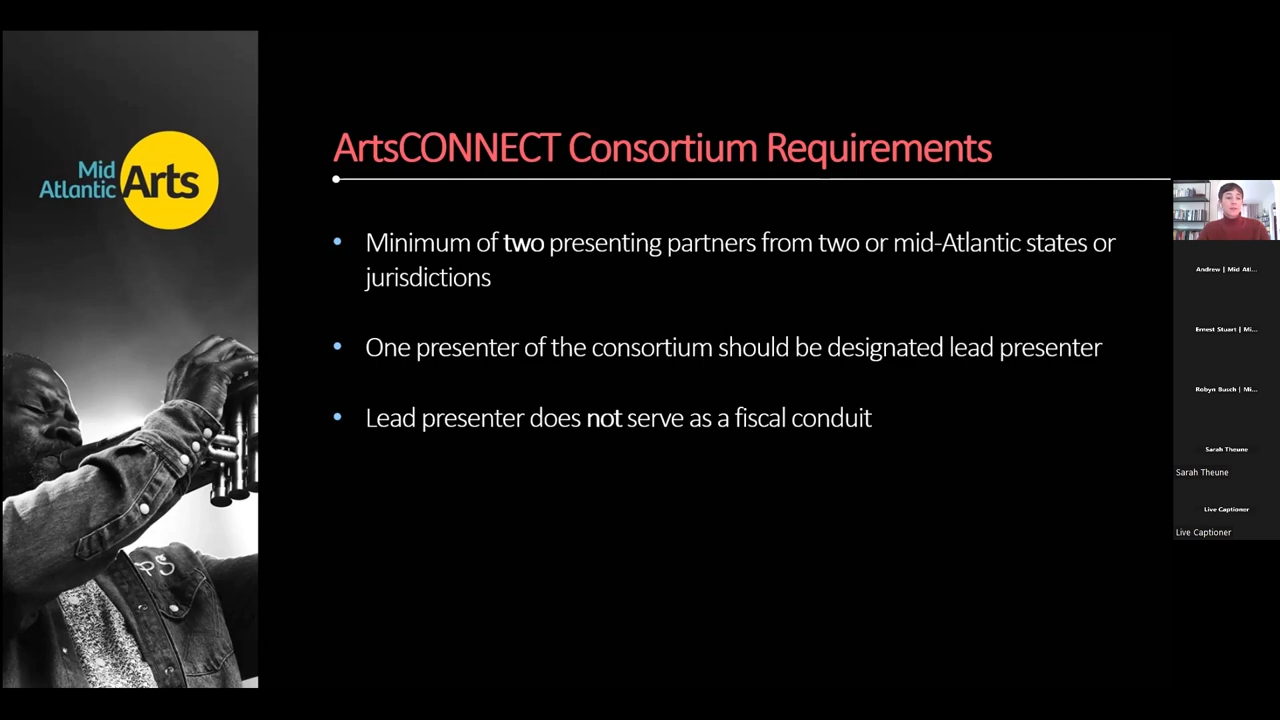 Mid
Atlantic Arts
ArtsCONNECT Consortium Requirements
• Minimum of two presenting partners from two or mid-Atlantic states or
jurisdictions
• One presenter of the consortium should be designated lead presenter
• Lead presenter does not serve as a fiscal conduit
PS
Andrew | Mid Atl...
Ernest Stuart | Mi...
Robyn Busch | Mi...
Sarah Theune
Sarah Theune
Live Captioner
Live Captioner